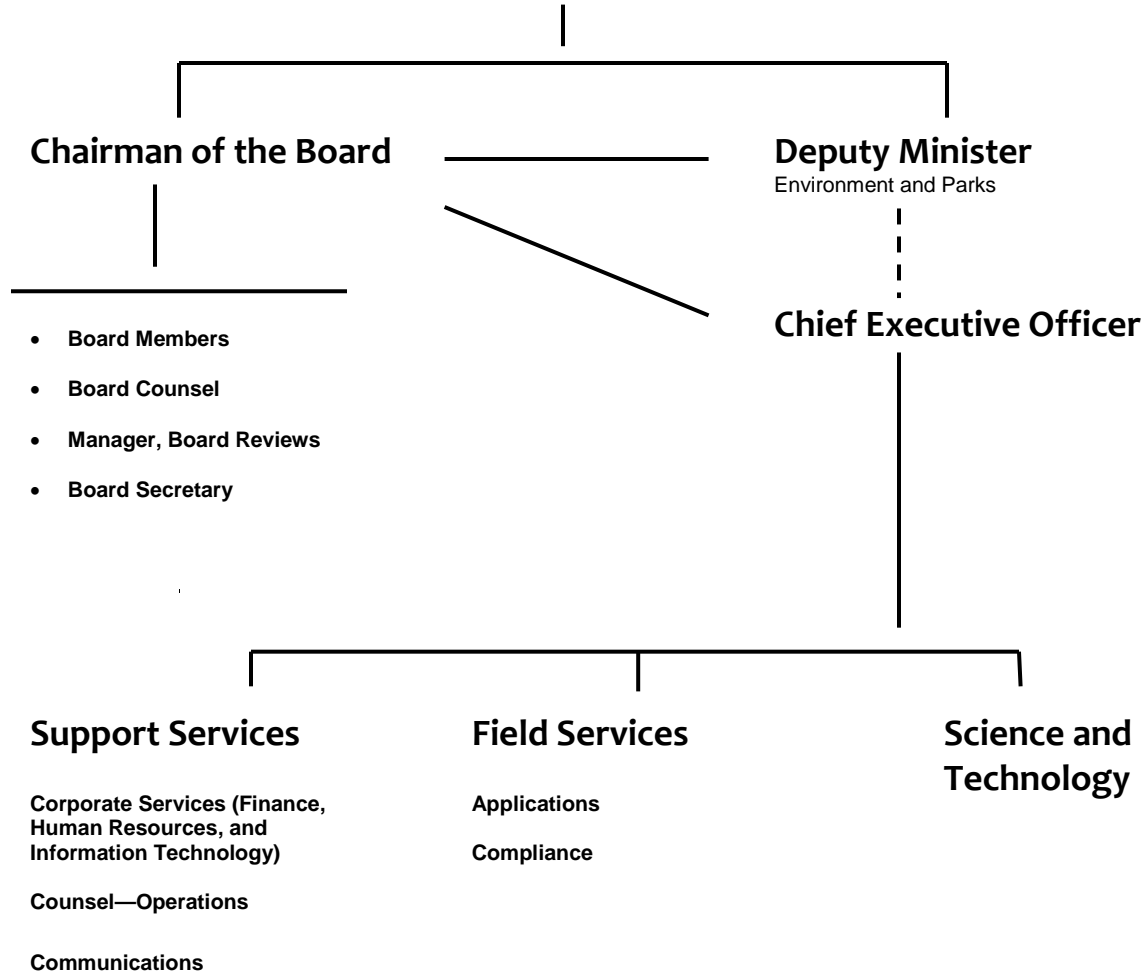 Chairman of the Board
Deputy Minister
Environment and Parks
Chief Executive Officer
• Board Members
• Board Counsel
• Manager, Board Reviews
• Board Secretary
Support Services
Corporate Services (Finance,
Human Resources, and
Information Technology)
Counsel—Operations
Communications
Field Services
Applications
Compliance
Science and
Technology